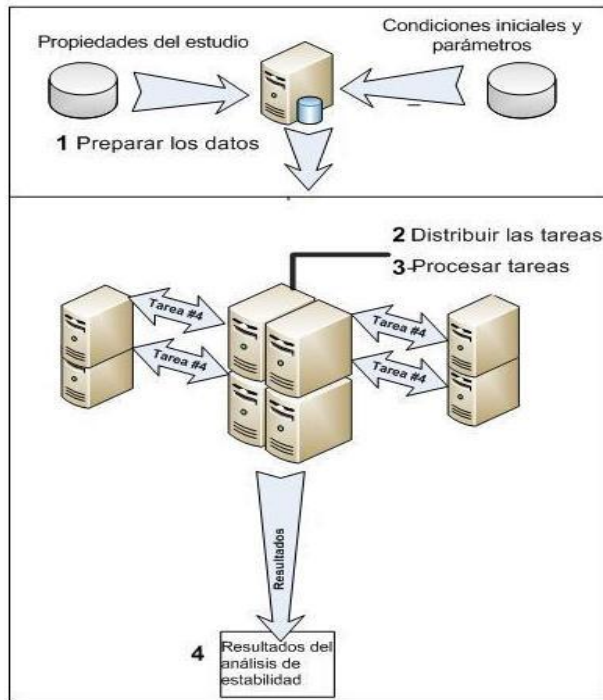 Propiedades del estudio
Condiciones iniciales y
parámetros
1 Preparar los datos
2 Distribuir las tareas
3 Procesar tareas
Tarea #4
Tarea #4
Tarea #4
Tarea #4
Resultados
4
Resultados del
análisis de
estabilidad